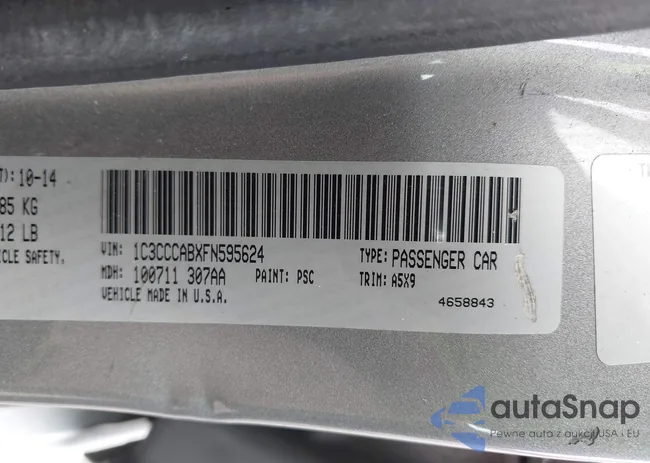 T): 10-14
85 KG
12 LB
ICLE SAFETY.
VIN: 1C3CCCABXFN595624
TYPE: PASSENGER CAR
MDH: 100711 307AA
PAINT: PSC
TRIM: A5X9
VEHICLE MADE IN U.S.A.
4658843
autaSnap
Pewne auta z aukcji USA i EU